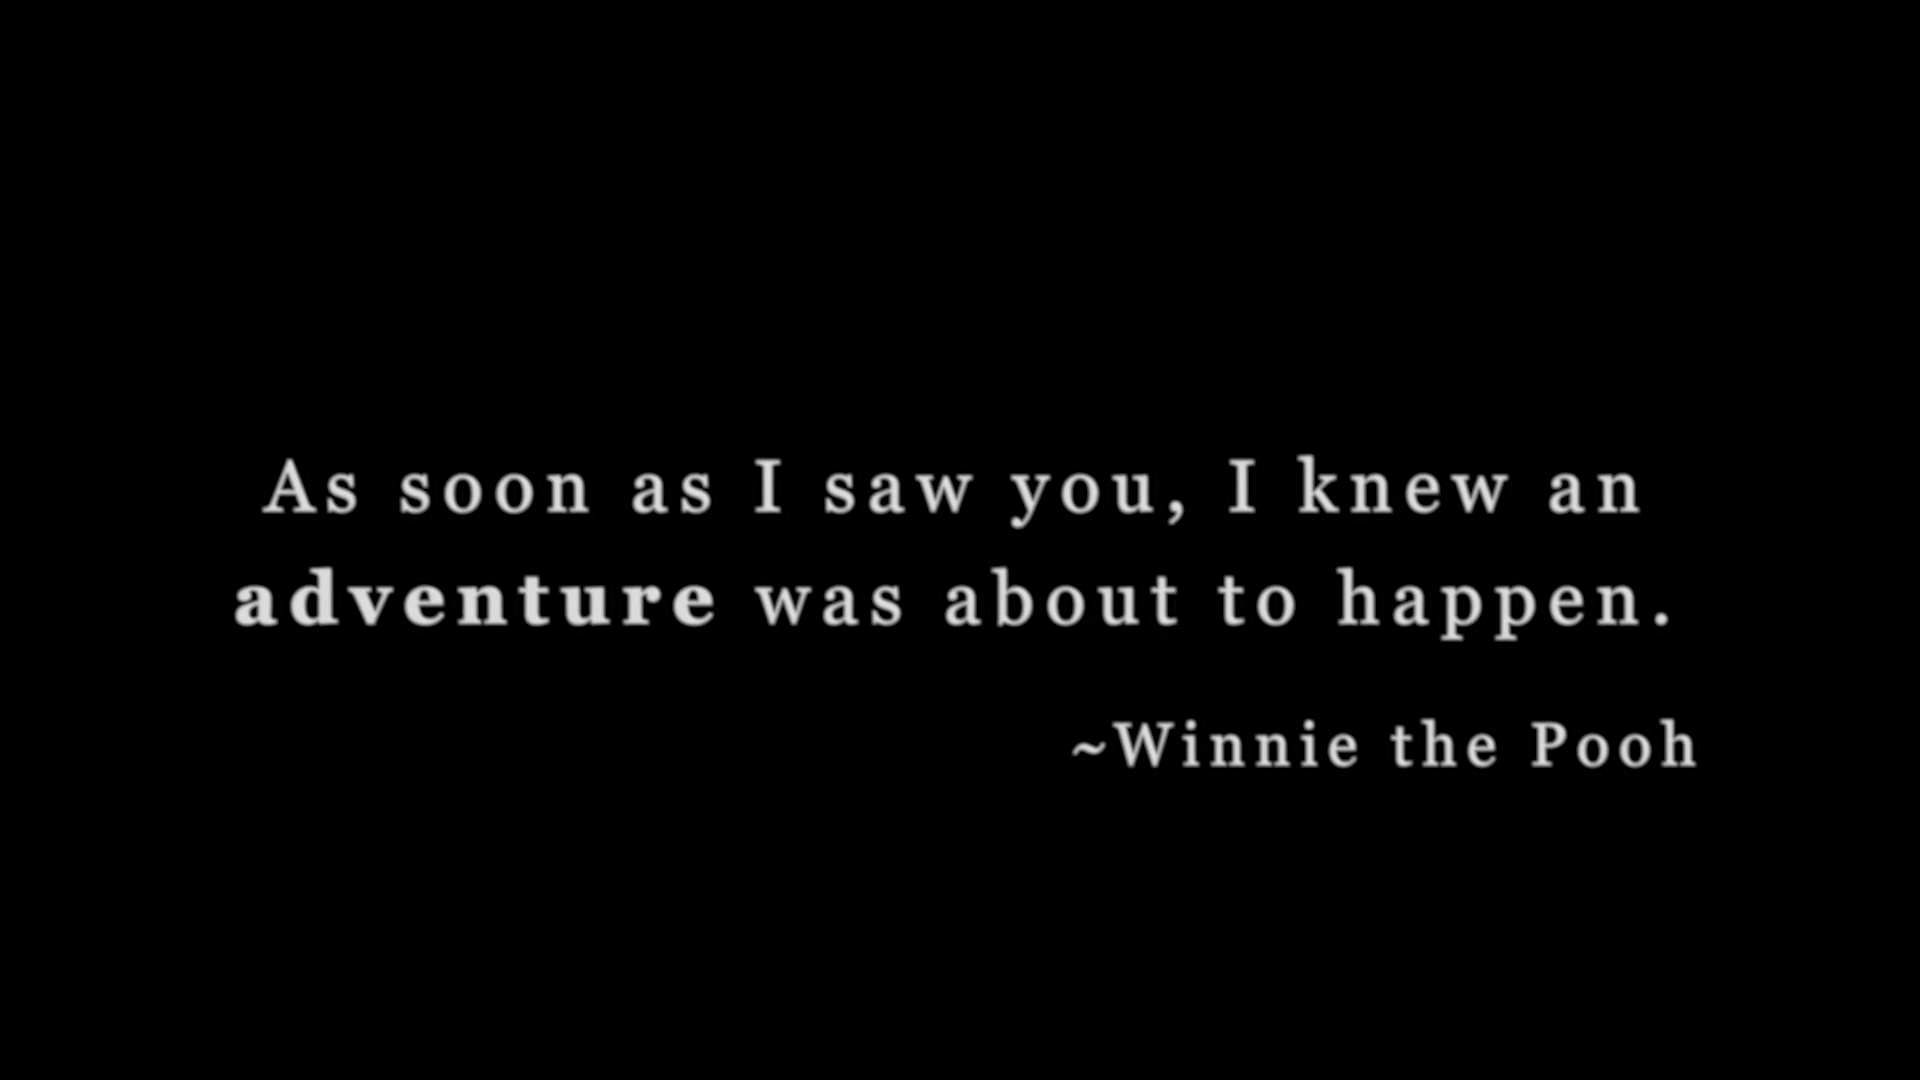 As soon as I saw you, I knew an
adventure was about to happen.
~Winnie the Pooh